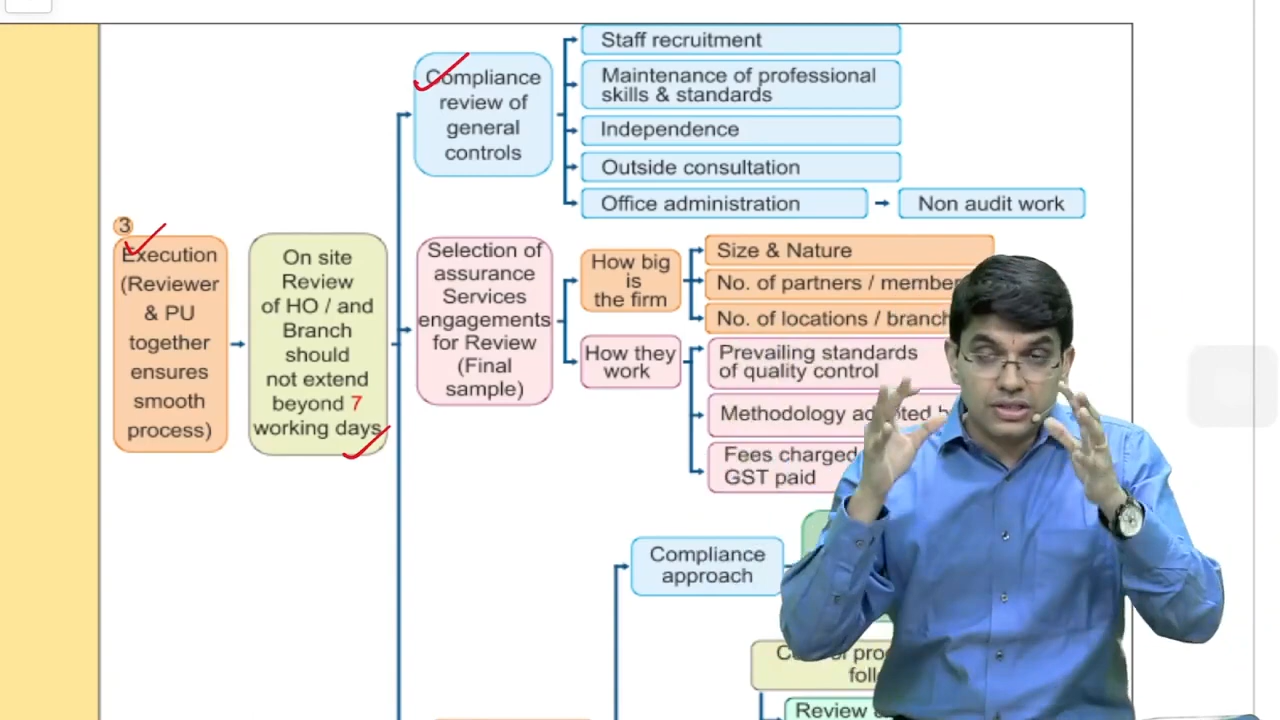 3
Execution
(Reviewer
& PU
together
ensures
smooth
process)
On site
Review
of HO / and
Branch
should
not extend
beyond 7
working days
Compliance
review of
general
controls
Staff recruitment
Maintenance of professional
skills & standards
Independence
Outside consultation
Office administration
Non audit work
Selection of
assurance
Services
engagements
for Review
(Final
sample)
How big
is
the firm
Size & Nature
No. of partners /
No. of locations /
How they
work
Prevailing standards
of quality control
Methodology
Fees charged
GST paid
Compliance
approach
Review